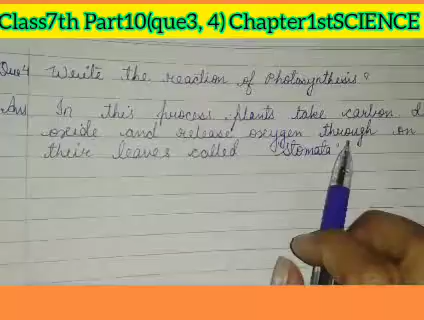 Class7th Part10(que3, 4) Chapter1stSCIENCE
Que4 Write the reaction of Photosynthesis?
Ans In this process plants take carbon d
oxide and release oxygen through on
their leaves called "Stomata"